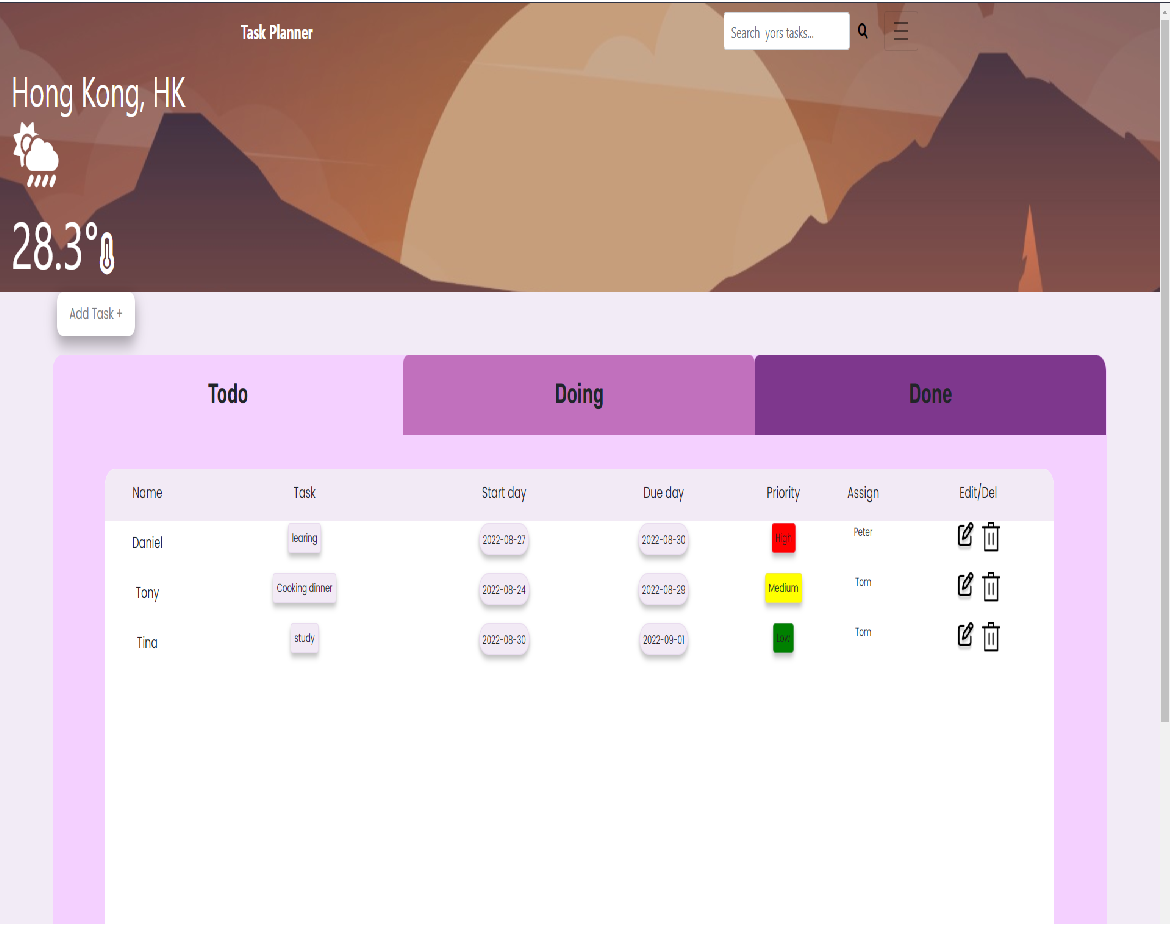 Task Planner
Search yors tasks...
Hong Kong, HK
28.3°
Add Task +
Todo Doing Done
Name Task Start day Due day Priority Assign Edit/Del
Daniel learing 2022-08-27 2022-08-30 High Peter
Tony Cooking dinner 2022-08-24 2022-08-29 Medium Tom
Tina study 2022-08-30 2022-09-01 Low Tom